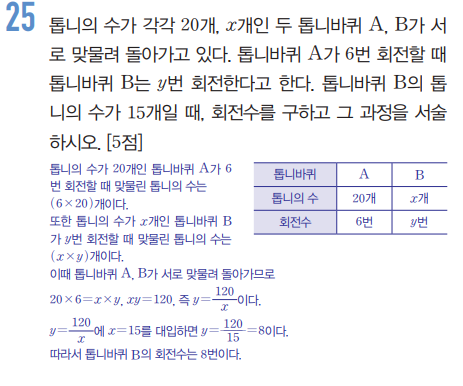 25
톱니의 수가 각각 20개, x개인 두 톱니바퀴 A, B가 서
로 맞물려 돌아가고 있다. 톱니바퀴 A가 6번 회전할 때
톱니바퀴 B는 y번 회전한다고 한다. 톱니바퀴 B의 톱
니의 수가 15개일 때, 회전수를 구하고 그 과정을 서술
하시오. [5점]
톱니의 수가 20개인 톱니바퀴 A가 6
번 회전할 때 맞물린 톱니의 수는
(6×20)개이다.
또한 톱니의 수가 x개인 톱니바퀴 B
가 y번 회전할 때 맞물린 톱니의 수는
(x×y)개이다.
톱니바퀴 A B
톱니의 수 20개 x개
회전수 6번 y번
이때 톱니바퀴 A, B가 서로 맞물려 돌아가므로
20×6=x×y, xy=120, 즉 y=120/x이다.
y=120/x에 x=15를 대입하면 y=120/15=8이다.
따라서 톱니바퀴 B의 회전수는 8번이다.